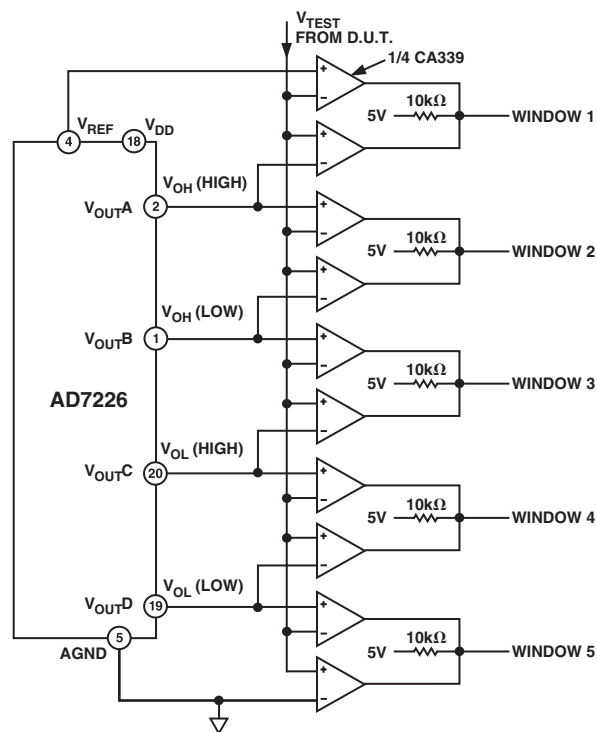 V_TEST
FROM D.U.T.
1/4 CA339
+
−
5V 10kΩ WINDOW 1
V_REF V_DD
4 18
+
−
V_OH (HIGH)
V_OUTA 2
+
−
5V 10kΩ WINDOW 2
+
−
V_OH (LOW)
V_OUTB 1
+
−
5V 10kΩ WINDOW 3
AD7226
+
−
V_OL (HIGH)
V_OUTC 20
+
−
5V 10kΩ WINDOW 4
+
−
V_OL (LOW)
V_OUTD 19
+
−
5V 10kΩ WINDOW 5
5
AGND
+
−